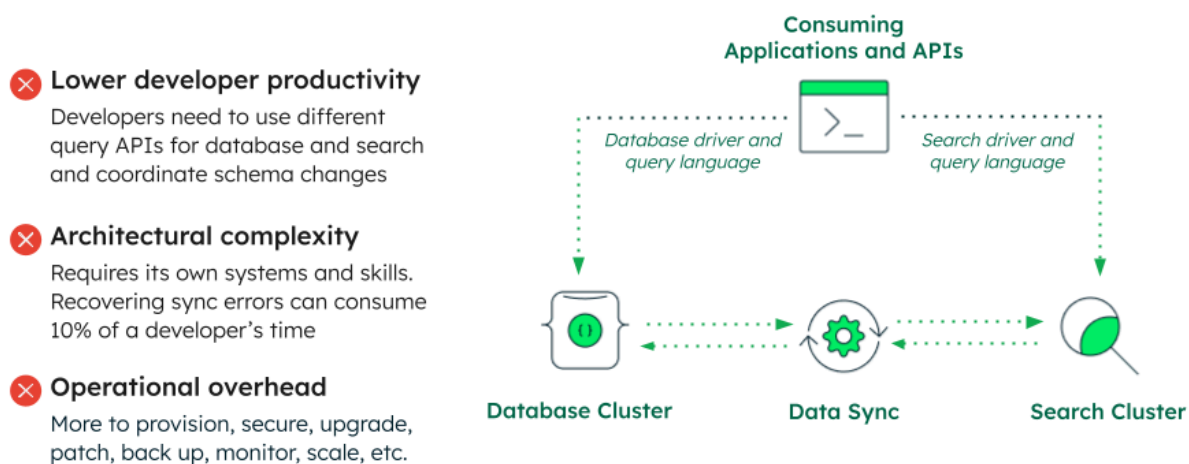 Lower developer productivity
Developers need to use different
query APIs for database and search
and coordinate schema changes
Architectural complexity
Requires its own systems and skills.
Recovering sync errors can consume
10% of a developer's time
Operational overhead
More to provision, secure, upgrade,
patch, back up, monitor, scale, etc.
Consuming
Applications and APIs
Database driver and
query language
Search driver and
query language
Database Cluster
Data Sync
Search Cluster